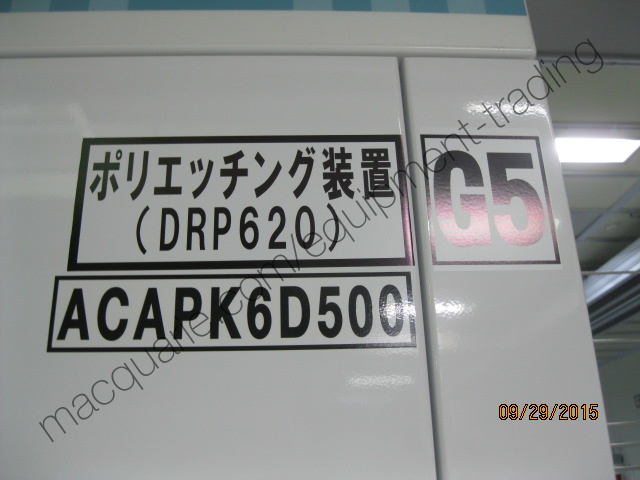 ポリエッチング装置
(DRP620)
G5
ACAPK6D500
macquarie.com/equipment-trading
09/29/2015